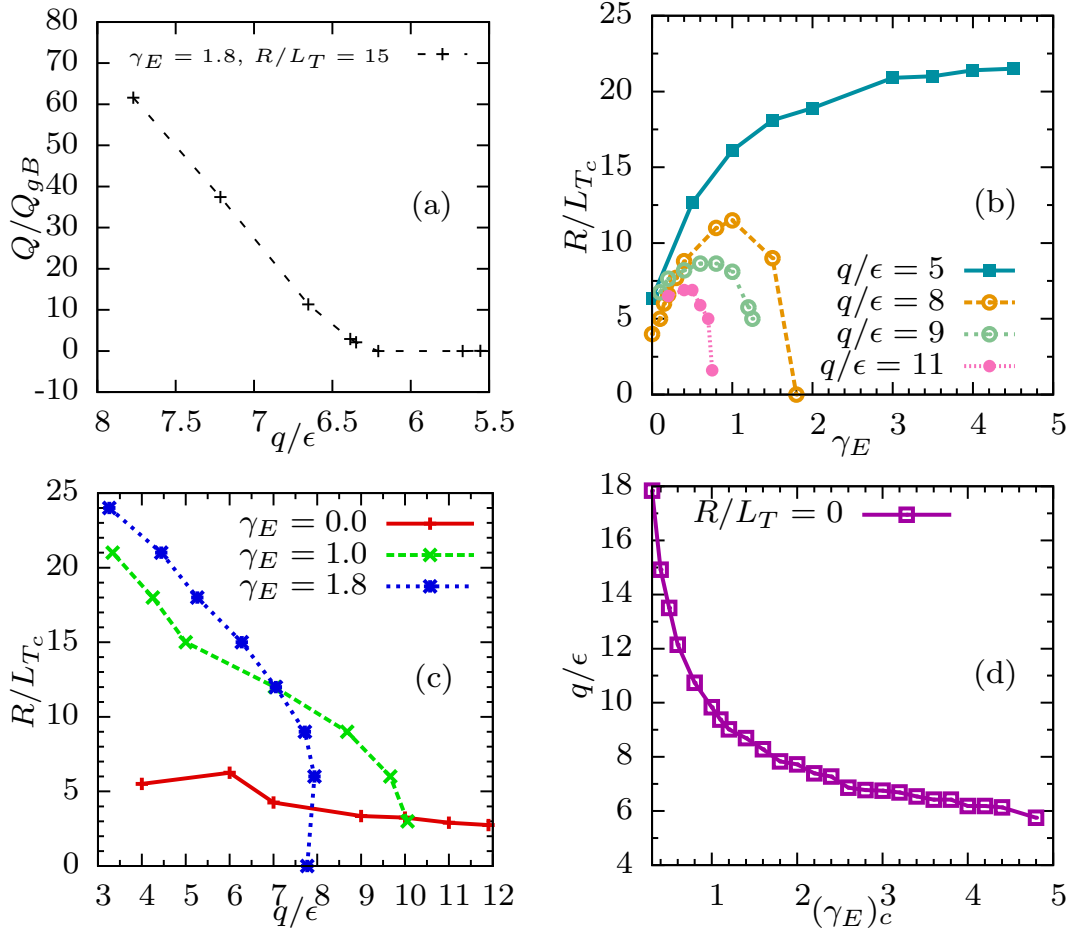 80
70
60
50
40
30
20
10
0
-10
8 7.5 7 6.5 6 5.5
Q/Q_{gB}
q/ϵ
γ_E = 1.8, R/L_T = 15
(a)
25
20
15
10
5
0
0 1 2 3 4 5
R/L_{T_c}
γ_E
(b)
q/ϵ = 5
q/ϵ = 8
q/ϵ = 9
q/ϵ = 11
25
20
15
10
5
0
3 4 5 6 7 8 9 10 11 12
R/L_{T_c}
q/ϵ
γ_E = 0.0
γ_E = 1.0
γ_E = 1.8
(c)
18
16
14
12
10
8
6
4
1 2 3 4 5
q/ϵ
(γ_E)_c
R/L_T = 0
(d)